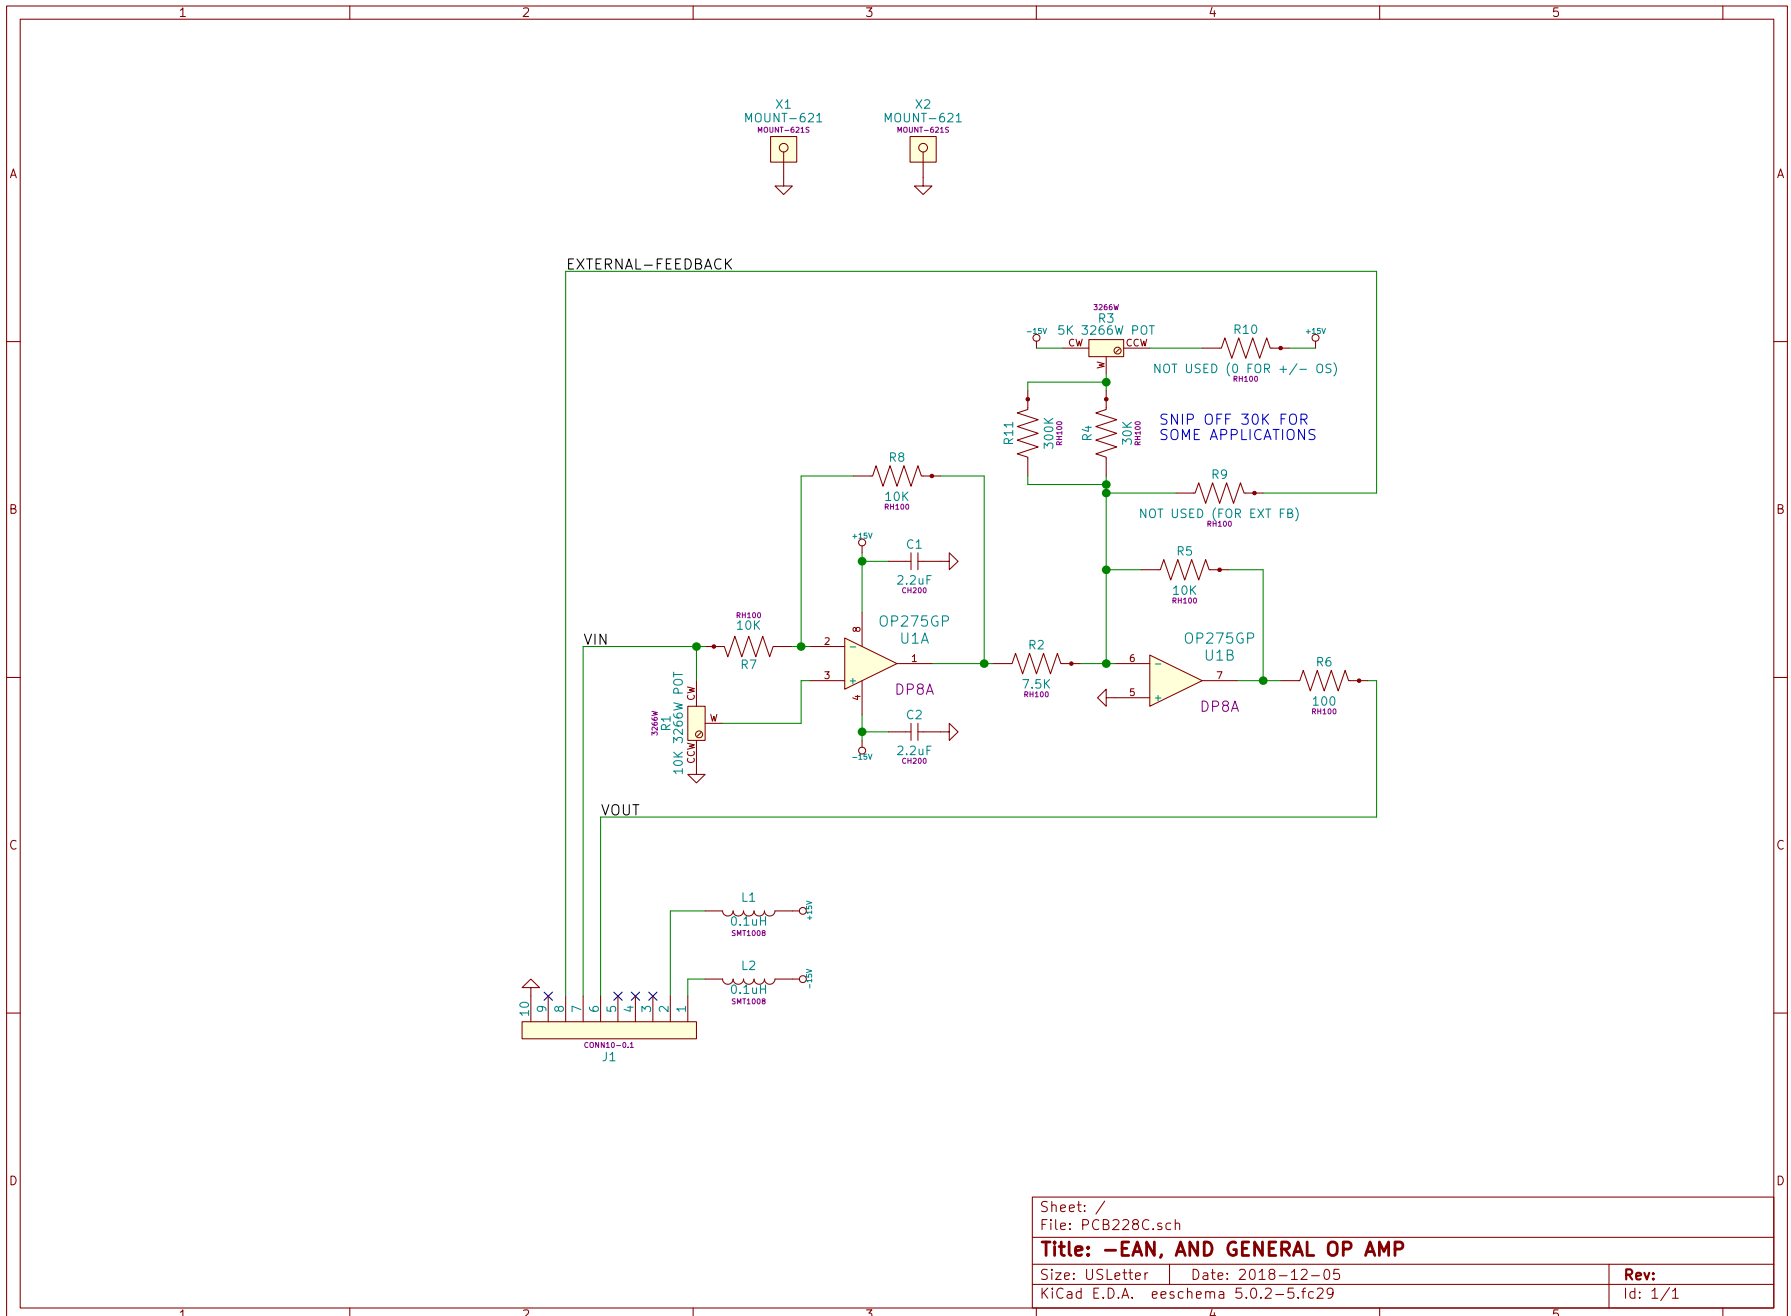 1 2 3 4 5
X1
MOUNT-621
MOUNT-621S
X2
MOUNT-621
MOUNT-621S
A A
EXTERNAL-FEEDBACK
3266W
R3
5K 3266W POT
-15V
CW
CCW
W
R10
+15V
NOT USED (0 FOR +/- OS)
RH100
R11
300K
RH100
R4
30K
RH100
SNIP OFF 30K FOR
SOME APPLICATIONS
R8
10K
RH100
R9
NOT USED (FOR EXT FB)
RH100
B B
+15V
C1
2.2uF
CH200
R5
10K
RH100
VIN
RH100
10K
R7
8
OP275GP
U1A
2
3
1
4
-
+
DP8A
R2
7.5K
RH100
OP275GP
U1B
6
5
7
-
+
DP8A
R6
100
RH100
3266W
R1
10K 3266W POT
CW
W
CCW
C2
2.2uF
CH200
-15V
VOUT
C C
L1
0.1uH
SMT1008
+15V
L2
0.1uH
SMT1008
-15V
10 9 8 7 6 5 4 3 2 1
CONN10-0.1
J1
D D
Sheet: /
File: PCB228C.sch
Title: -EAN, AND GENERAL OP AMP
Size: USLetter Date: 2018-12-05 Rev:
KiCad E.D.A. eeschema 5.0.2-5.fc29 Id: 1/1
1 2 3 4 5